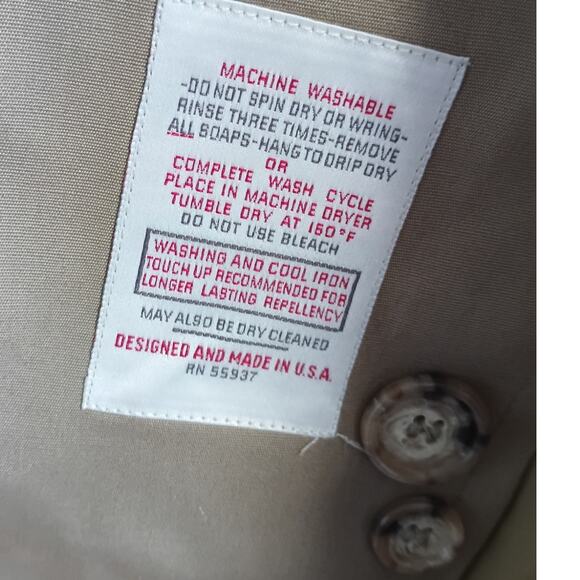 MACHINE WASHABLE
-DO NOT SPIN DRY OR WRING-
RINSE THREE TIMES-REMOVE
ALL SOAPS-HANG TO DRIP DRY
OR
COMPLETE WASH CYCLE
PLACE IN MACHINE DRYER
TUMBLE DRY AT 160°F
DO NOT USE BLEACH
WASHING AND COOL IRON
TOUCH UP RECOMMENDED FOR
LONGER LASTING REPELLENCY
MAY ALSO BE DRY CLEANED
DESIGNED AND MADE IN U.S.A.
RN 55937